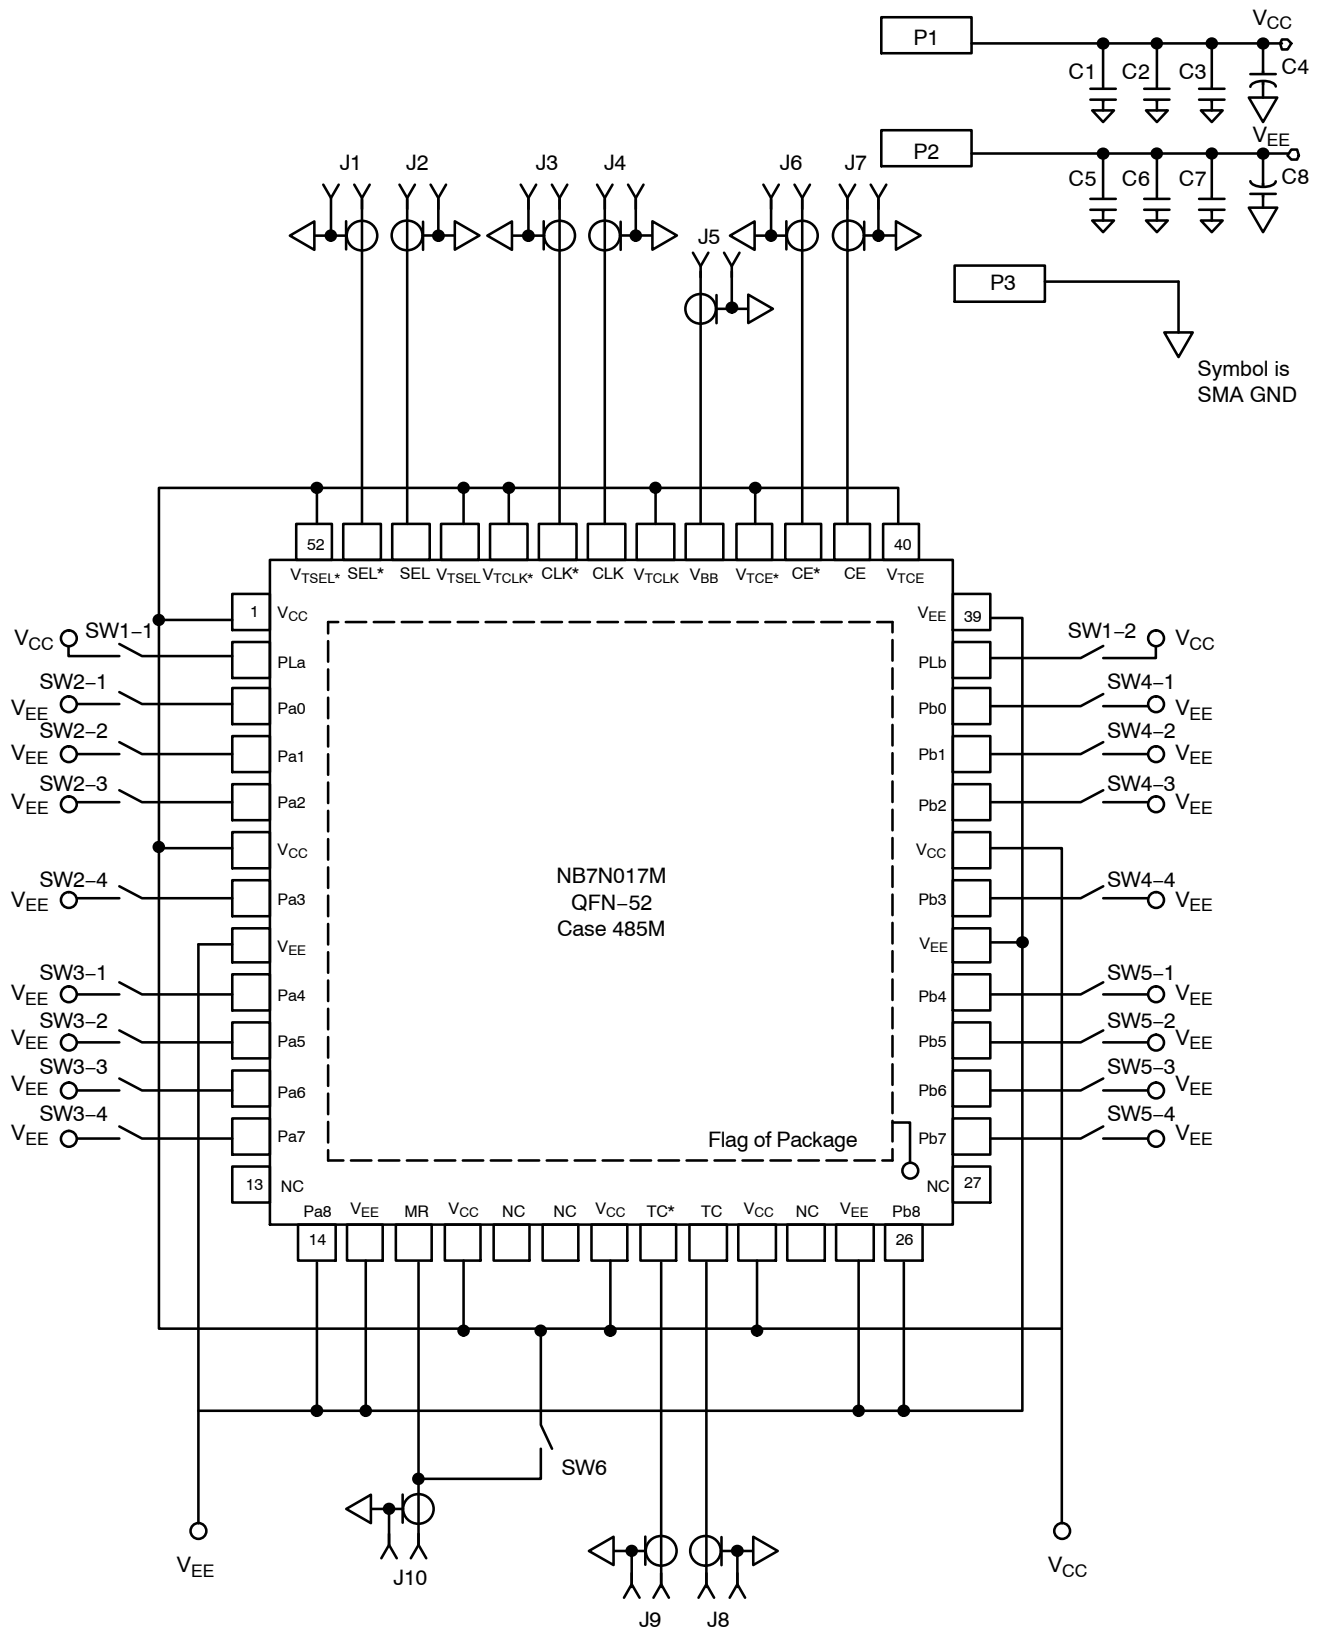 P1
VCC
C1
C2
C3
C4
P2
VEE
C5
C6
C7
C8
P3
Symbol is
SMA GND
J1
J2
J3
J4
J5
J6
J7
52
40
VTSEL*
SEL*
SEL
VTSEL
VTCLK*
CLK*
CLK
VTCLK
VBB
VTCE*
CE*
CE
VTCE
1
VCC
VEE
39
VCC
SW1–1
PLa
PLb
SW1–2
VCC
SW2–1
VEE
Pa0
Pb0
SW4–1
VEE
SW2–2
VEE
Pa1
Pb1
SW4–2
VEE
SW2–3
VEE
Pa2
Pb2
SW4–3
VEE
VCC
VCC
NB7N017M
QFN–52
Case 485M
SW2–4
VEE
Pa3
Pb3
SW4–4
VEE
VEE
VEE
SW3–1
VEE
Pa4
Pb4
SW5–1
VEE
SW3–2
VEE
Pa5
Pb5
SW5–2
VEE
SW3–3
VEE
Pa6
Pb6
SW5–3
VEE
SW3–4
VEE
Pa7
Flag of Package
Pb7
SW5–4
VEE
13
NC
NC
27
Pa8
VEE
MR
VCC
NC
NC
VCC
TC*
TC
VCC
NC
VEE
Pb8
14
26
SW6
VEE
J10
VCC
J9
J8